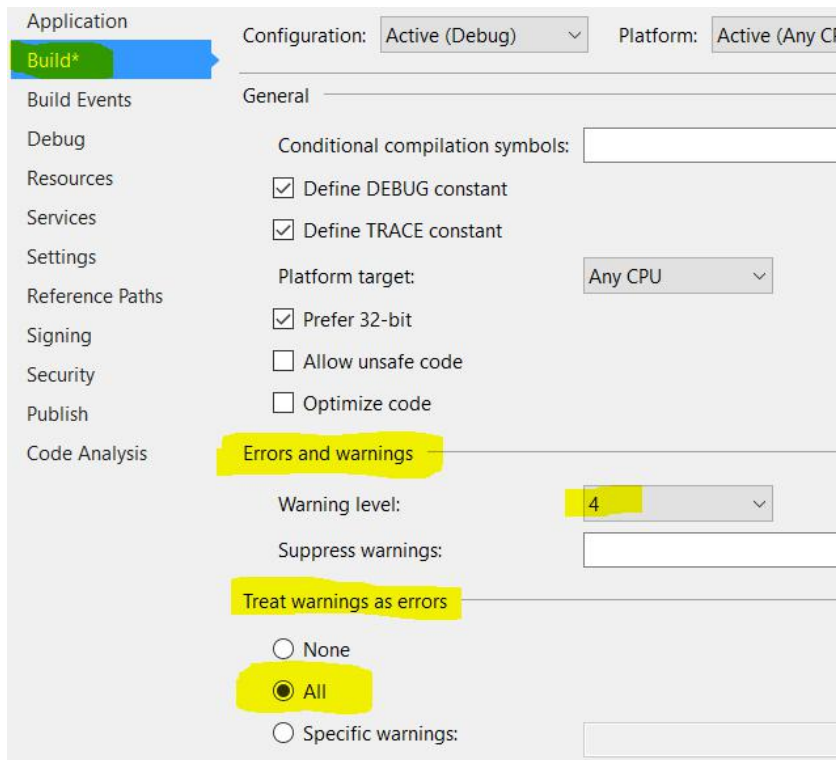 Application
Build*
Build Events
Debug
Resources
Services
Settings
Reference Paths
Signing
Security
Publish
Code Analysis
Configuration: Active (Debug) Platform: Active (Any
General
Conditional compilation symbols:
Define DEBUG constant
Define TRACE constant
Platform target: Any CPU
Prefer 32-bit
Allow unsafe code
Optimize code
Errors and warnings
Warning level: 4
Suppress warnings:
Treat warnings as errors
None
All
Specific warnings: